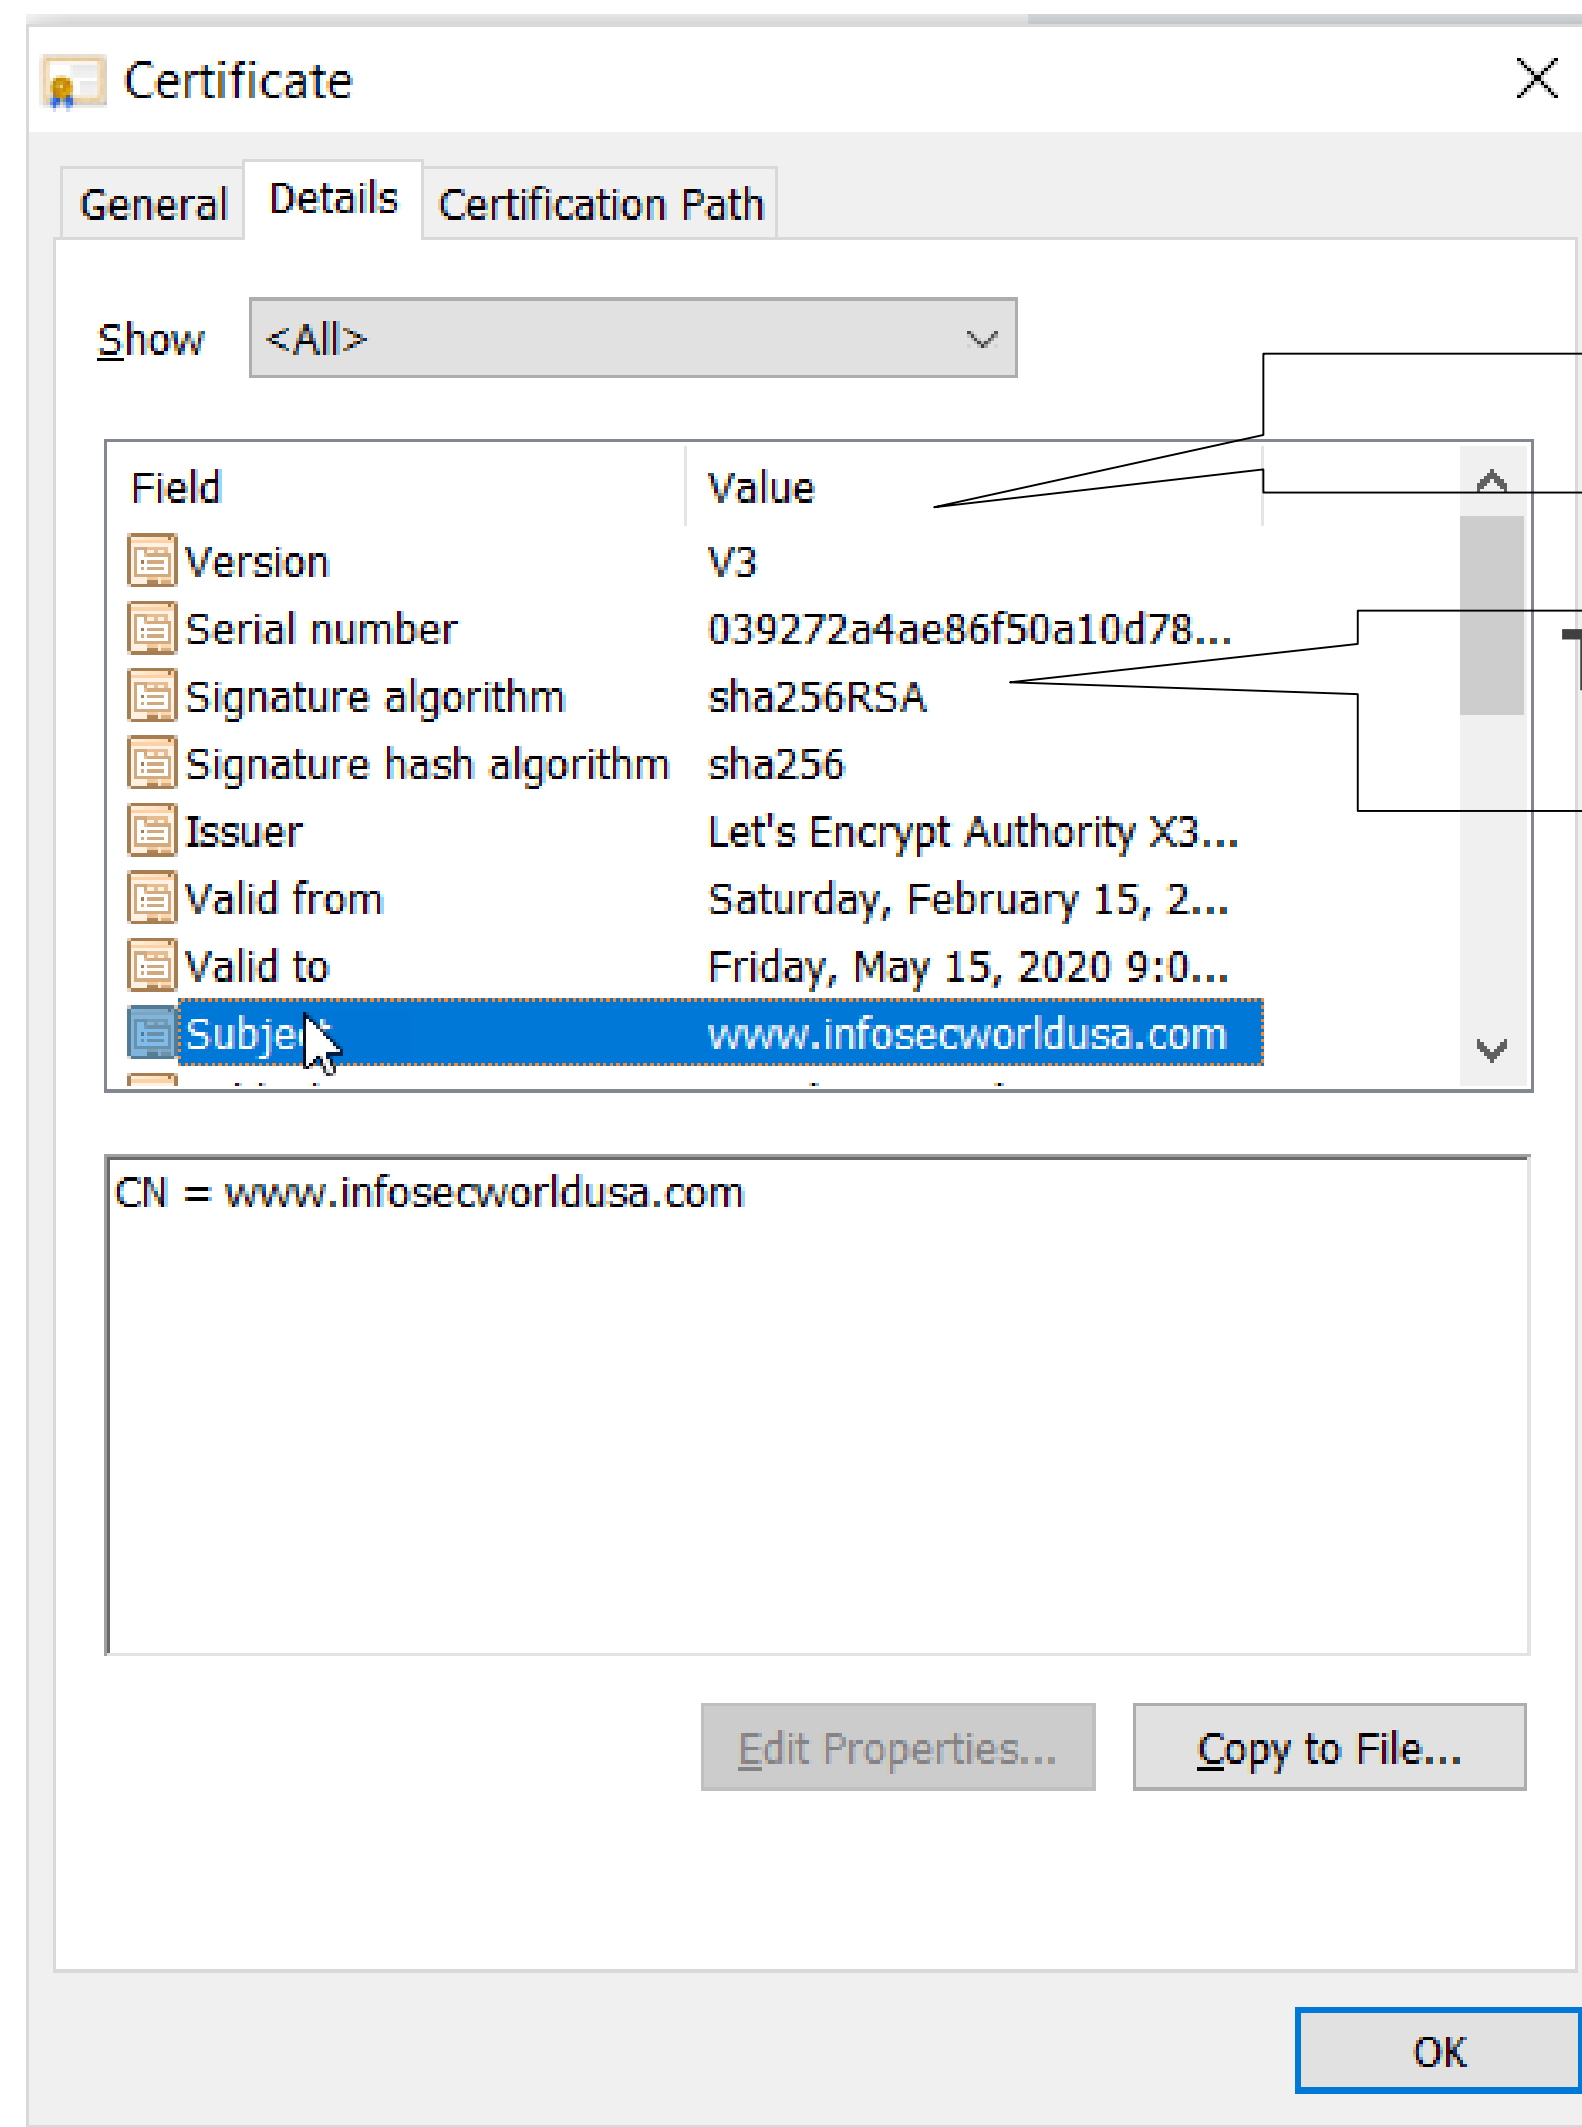 Certificate
General Details Certification Path
Show <All>
Field Value
Version V3
Serial number 039272a4ae86f50a10d78...
Signature algorithm sha256RSA
Signature hash algorithm sha256
Issuer Let's Encrypt Authority X3...
Valid from Saturday, February 15, 2...
Valid to Friday, May 15, 2020 9:0...
Subject www.infosecworldusa.com
CN = www.infosecworldusa.com
Edit Properties... Copy to File...
OK